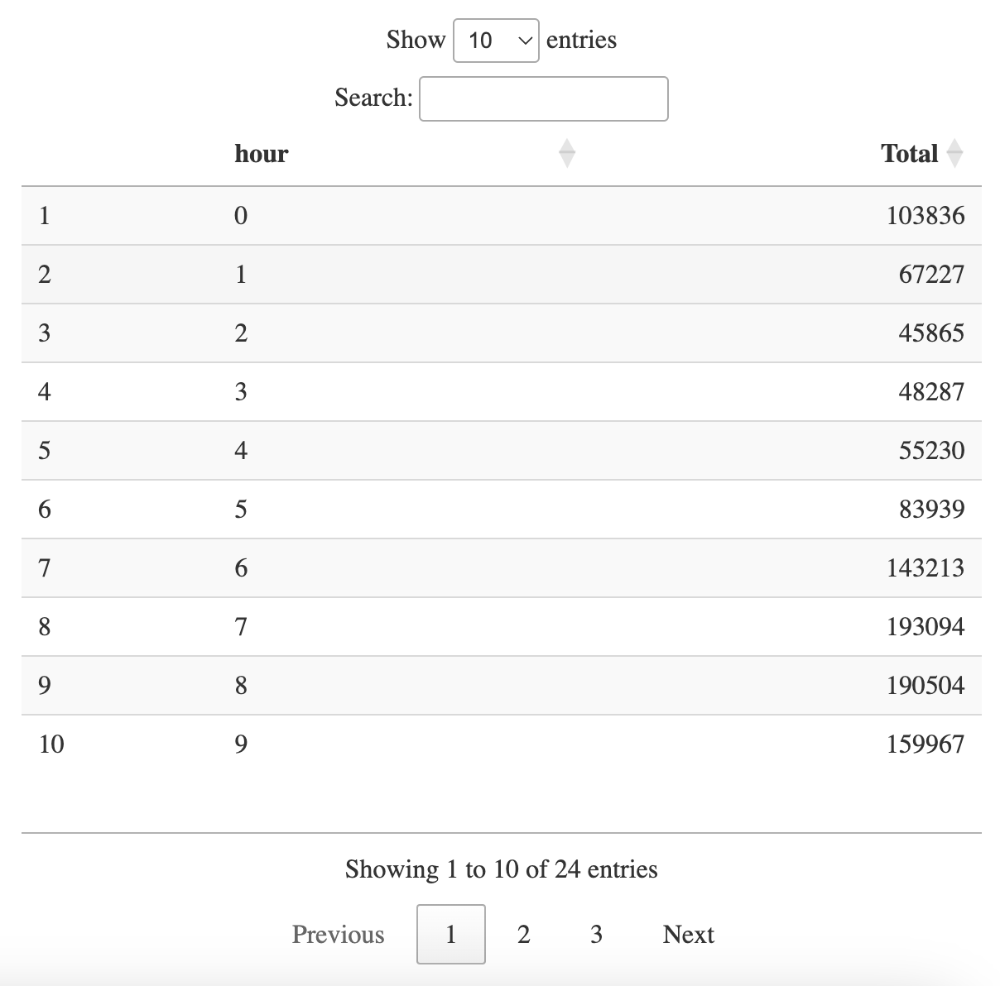 Show 10 entries
Search:
hour Total
1 0 103836
2 1 67227
3 2 45865
4 3 48287
5 4 55230
6 5 83939
7 6 143213
8 7 193094
9 8 190504
10 9 159967
Showing 1 to 10 of 24 entries
Previous 1 2 3 Next